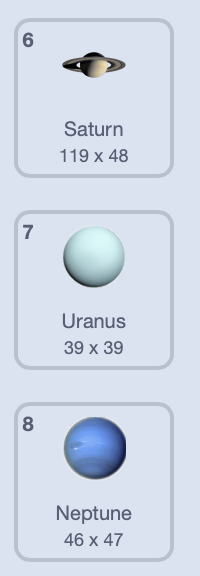 6
Saturn
119 x 48
7
Uranus
39 x 39
8
Neptune
46 x 47